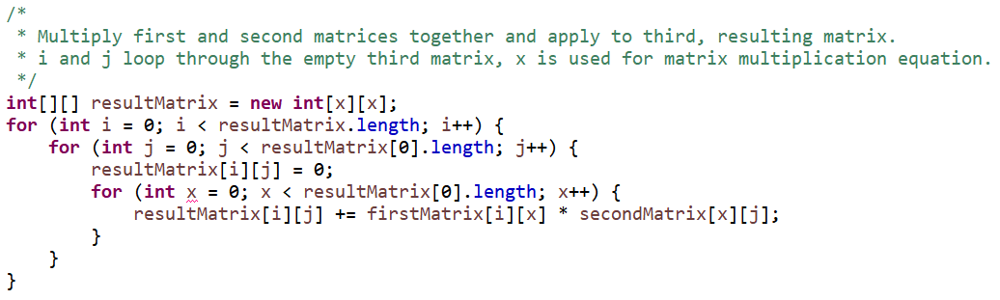 /*
 * Multiply first and second matrices together and apply to third, resulting matrix.
 * i and j loop through the empty third matrix, x is used for matrix multiplication equation.
 */
int[][] resultMatrix = new int[x][x];
for (int i = 0; i < resultMatrix.length; i++) {
    for (int j = 0; j < resultMatrix[0].length; j++) {
        resultMatrix[i][j] = 0;
        for (int x = 0; x < resultMatrix[0].length; x++) {
            resultMatrix[i][j] += firstMatrix[i][x] * secondMatrix[x][j];
        }
    }
}